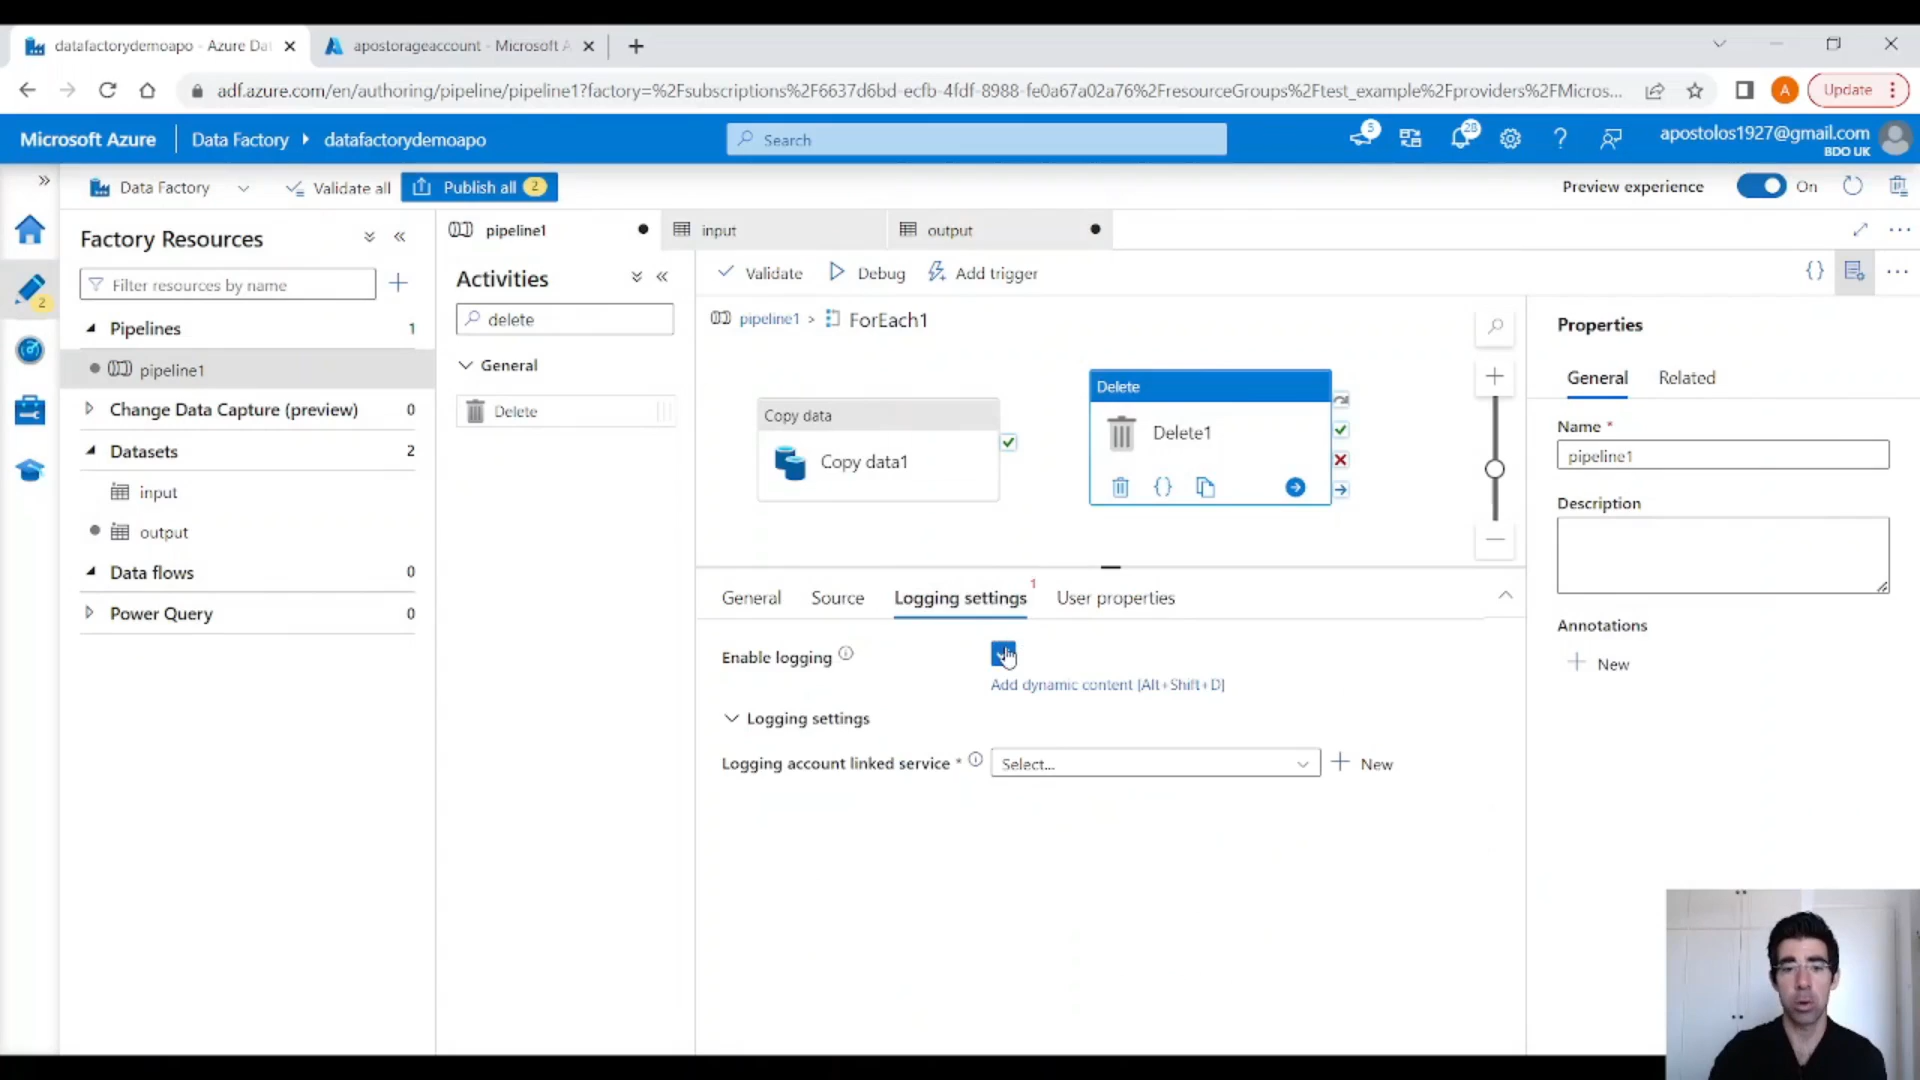 datafactorydemoapo - Azure Dat
apostorageaccount - Microsoft A
adf.azure.com/en/authoring/pipeline/pipeline1?factory=%2Fsubscriptions%2F6637d6bd-ecfb-4fdf-8988-fe0a67a02a76%2FresourceGroups%2Ftest_example%2Fproviders%2FMicros...
A
Update
Microsoft Azure
Data Factory
datafactorydemoapo
Search
5
28
apostolos1927@gmail.com
BDO UK
Data Factory
Validate all
Publish all 2
Preview experience
On
2
Factory Resources
Filter resources by name
Pipelines 1
pipeline1
Change Data Capture (preview) 0
Datasets 2
input
output
Data flows 0
Power Query 0
pipeline1
input
output
Activities
delete
General
Delete
Validate
Debug
Add trigger
pipeline1 > ForEach1
Copy data
Copy data1
Delete
Delete1
General
Source
Logging settings 1
User properties
Enable logging
Add dynamic content [Alt+Shift+D]
Logging settings
Logging account linked service *
Select...
New
Properties
General
Related
Name *
pipeline1
Description
Annotations
New